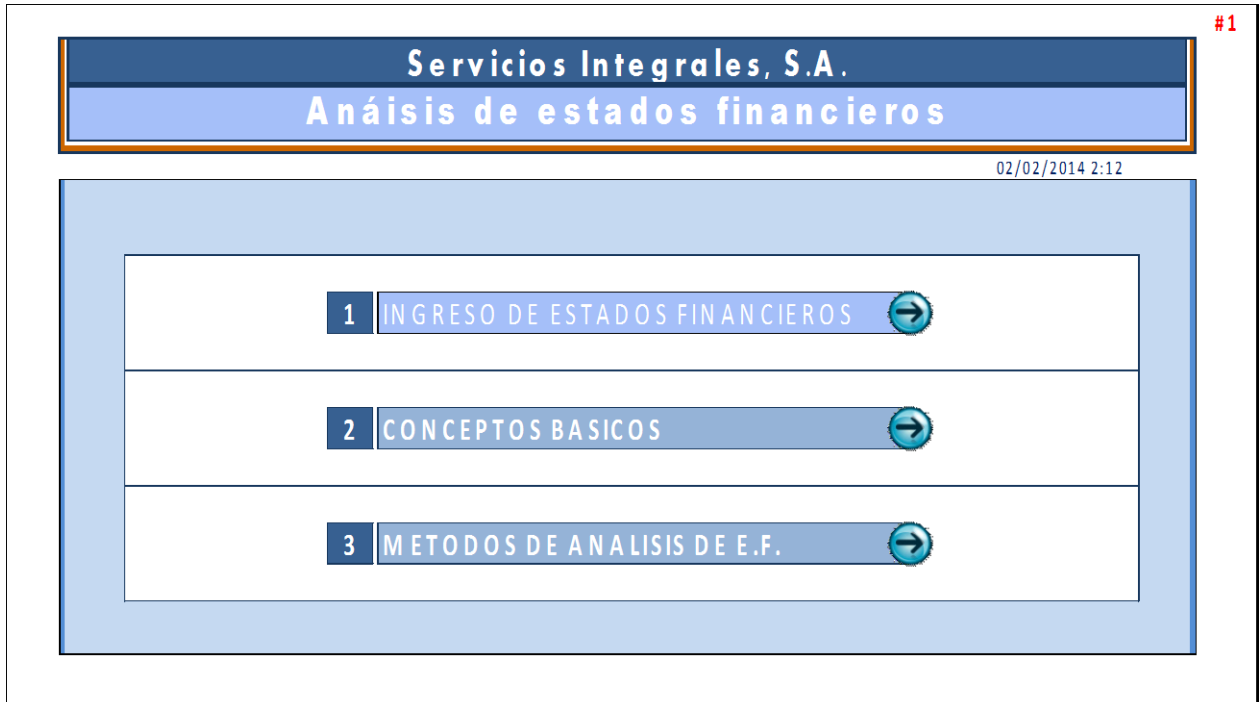 #1
Servicios Integrales, S.A.
Anáisis de estados financieros
02/02/2014 2:12
1 INGRESO DE ESTADOS FINANCIEROS
2 CONCEPTOS BASICOS
3 METODOS DE ANALISIS DE E.F.